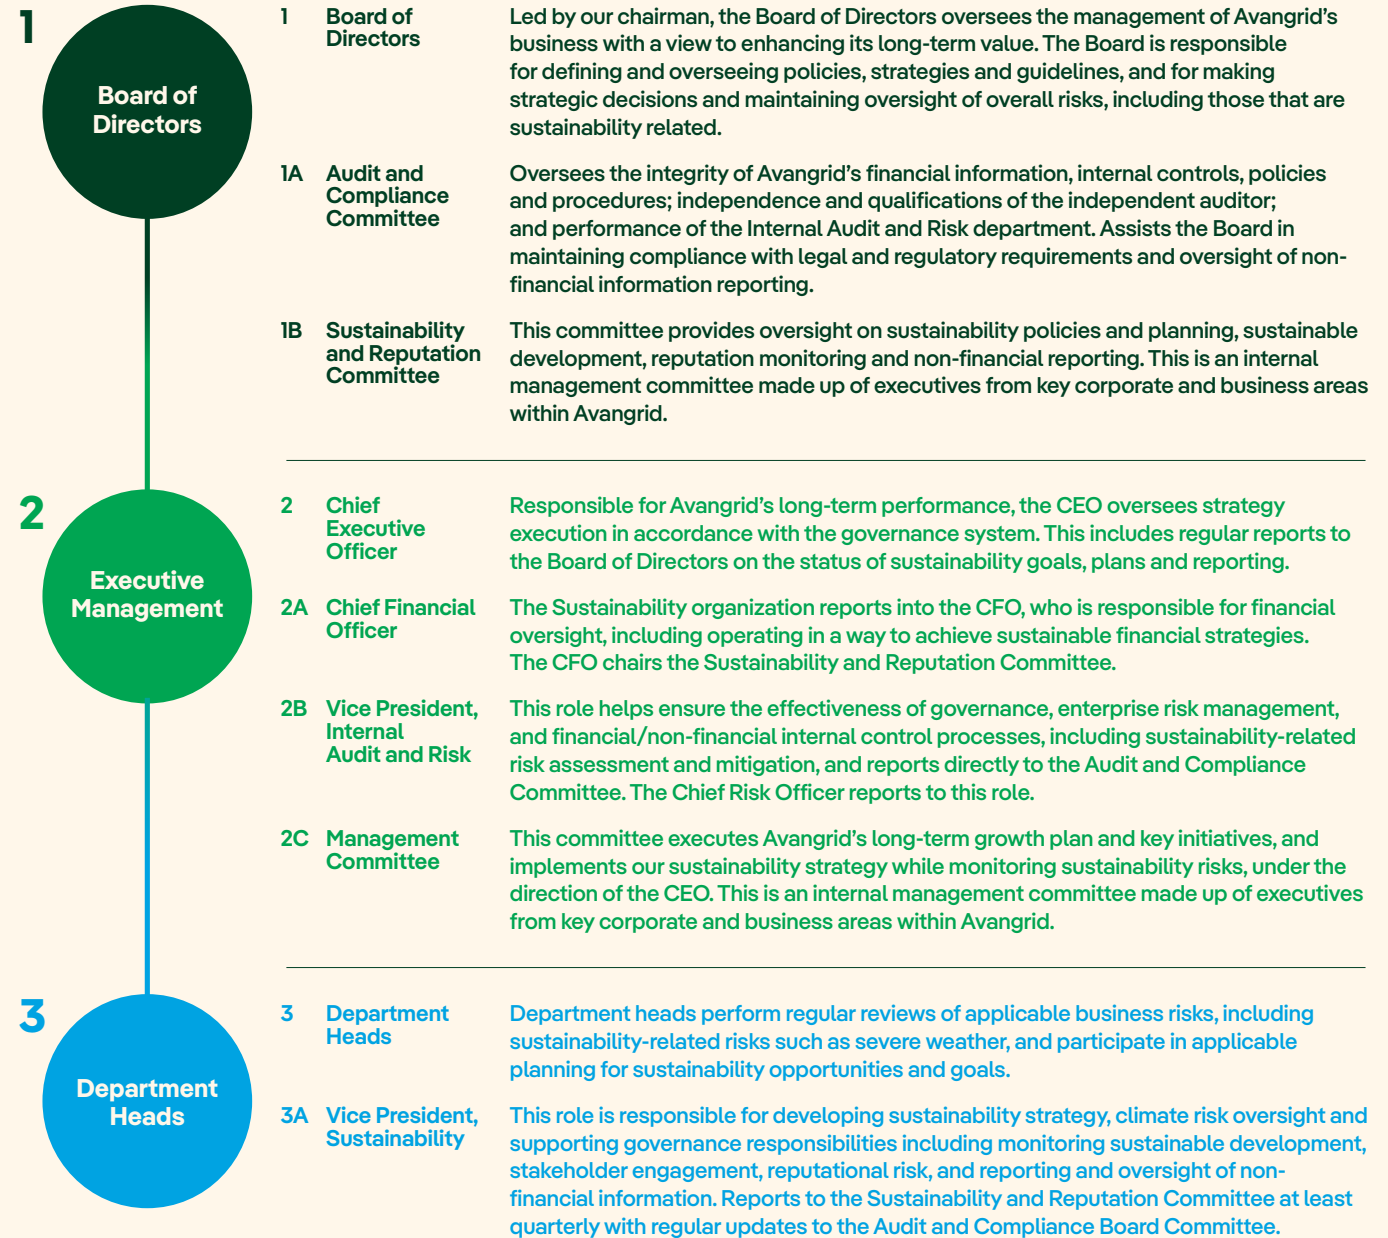 1
Board of
Directors
1 Board of
Directors
Led by our chairman, the Board of Directors oversees the management of Avangrid's
business with a view to enhancing its long-term value. The Board is responsible
for defining and overseeing policies, strategies and guidelines, and for making
strategic decisions and maintaining oversight of overall risks, including those that are
sustainability related.
1A Audit and
Compliance
Committee
Oversees the integrity of Avangrid's financial information, internal controls, policies
and procedures; independence and qualifications of the independent auditor;
and performance of the Internal Audit and Risk department. Assists the Board in
maintaining compliance with legal and regulatory requirements and oversight of non-
financial information reporting.
1B Sustainability
and Reputation
Committee
This committee provides oversight on sustainability policies and planning, sustainable
development, reputation monitoring and non-financial reporting. This is an internal
management committee made up of executives from key corporate and business areas
within Avangrid.
2
Executive
Management
2 Chief
Executive
Officer
Responsible for Avangrid's long-term performance, the CEO oversees strategy
execution in accordance with the governance system. This includes regular reports to
the Board of Directors on the status of sustainability goals, plans and reporting.
2A Chief Financial
Officer
The Sustainability organization reports into the CFO, who is responsible for financial
oversight, including operating in a way to achieve sustainable financial strategies.
The CFO chairs the Sustainability and Reputation Committee.
2B Vice President,
Internal
Audit and Risk
This role helps ensure the effectiveness of governance, enterprise risk management,
and financial/non-financial internal control processes, including sustainability-related
risk assessment and mitigation, and reports directly to the Audit and Compliance
Committee. The Chief Risk Officer reports to this role.
2C Management
Committee
This committee executes Avangrid's long-term growth plan and key initiatives, and
implements our sustainability strategy while monitoring sustainability risks, under the
direction of the CEO. This is an internal management committee made up of executives
from key corporate and business areas within Avangrid.
3
Department
Heads
3 Department
Heads
Department heads perform regular reviews of applicable business risks, including
sustainability-related risks such as severe weather, and participate in applicable
planning for sustainability opportunities and goals.
3A Vice President,
Sustainability
This role is responsible for developing sustainability strategy, climate risk oversight and
supporting governance responsibilities including monitoring sustainable development,
stakeholder engagement, reputational risk, and reporting and oversight of non-
financial information. Reports to the Sustainability and Reputation Committee at least
quarterly with regular updates to the Audit and Compliance Board Committee.